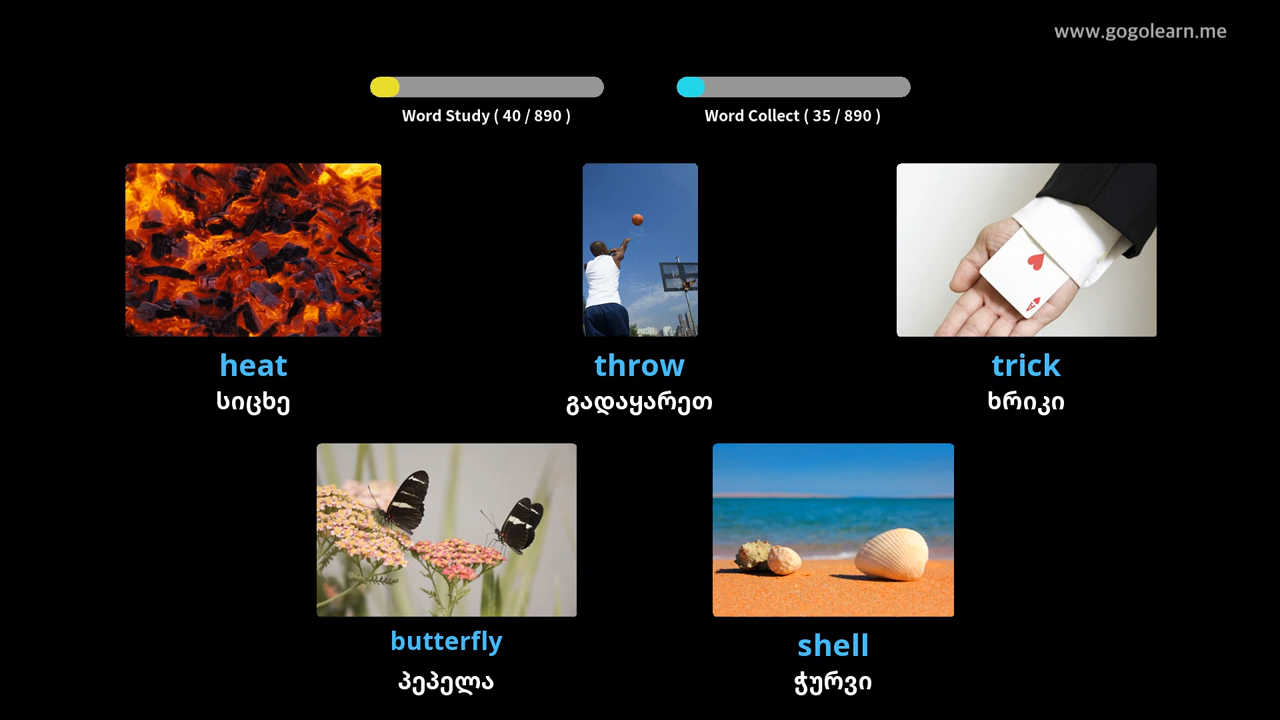 www.gogolearn.me
Word Study ( 40 / 890 )
Word Collect ( 35 / 890 )
heat
სიცხე
throw
გადაყარეთ
trick
ხრიკი
butterfly
პეპელა
shell
ჭურვი